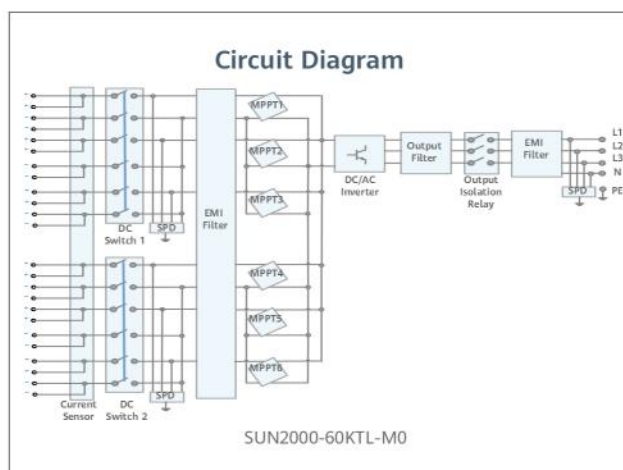 Circuit Diagram
MPPT1
MPPT2
MPPT3
MPPT4
MPPT5
MPPT6
EMI
Filter
DC
Switch 1
SPD
DC
Switch 2
SPD
Current
Sensor
DC/AC
Inverter
Output
Filter
Output
Isolation
Relay
EMI
Filter
SPD
L1
L2
L3
N
PE
SUN2000-60KTL-M0